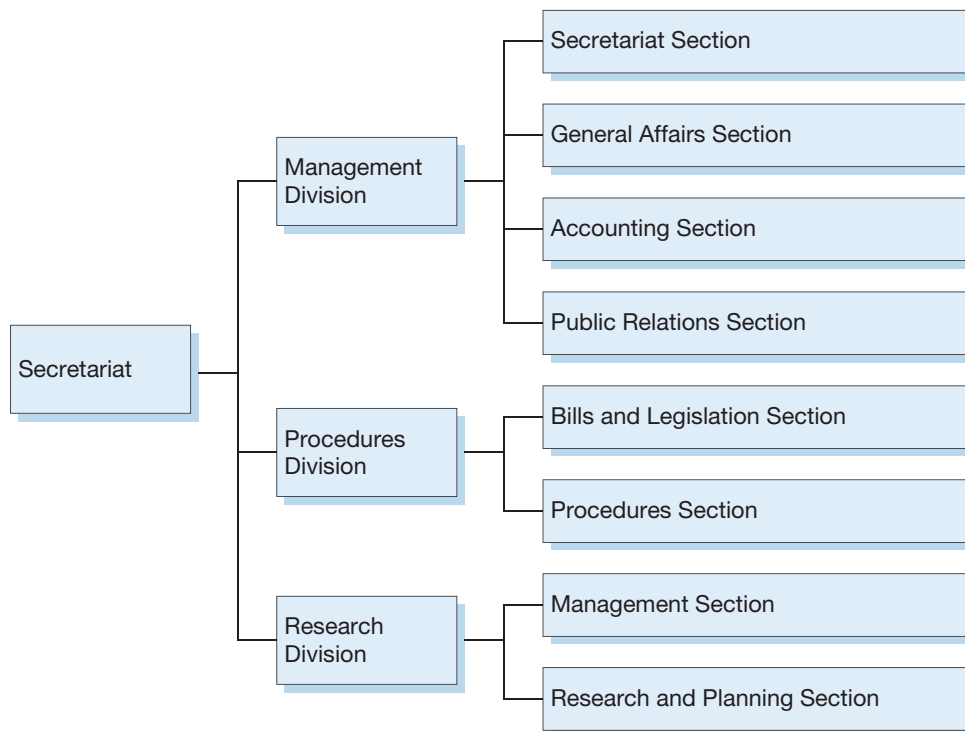 Secretariat
Management
Division
Secretariat Section
General Affairs Section
Accounting Section
Public Relations Section
Procedures
Division
Bills and Legislation Section
Procedures Section
Research
Division
Management Section
Research and Planning Section